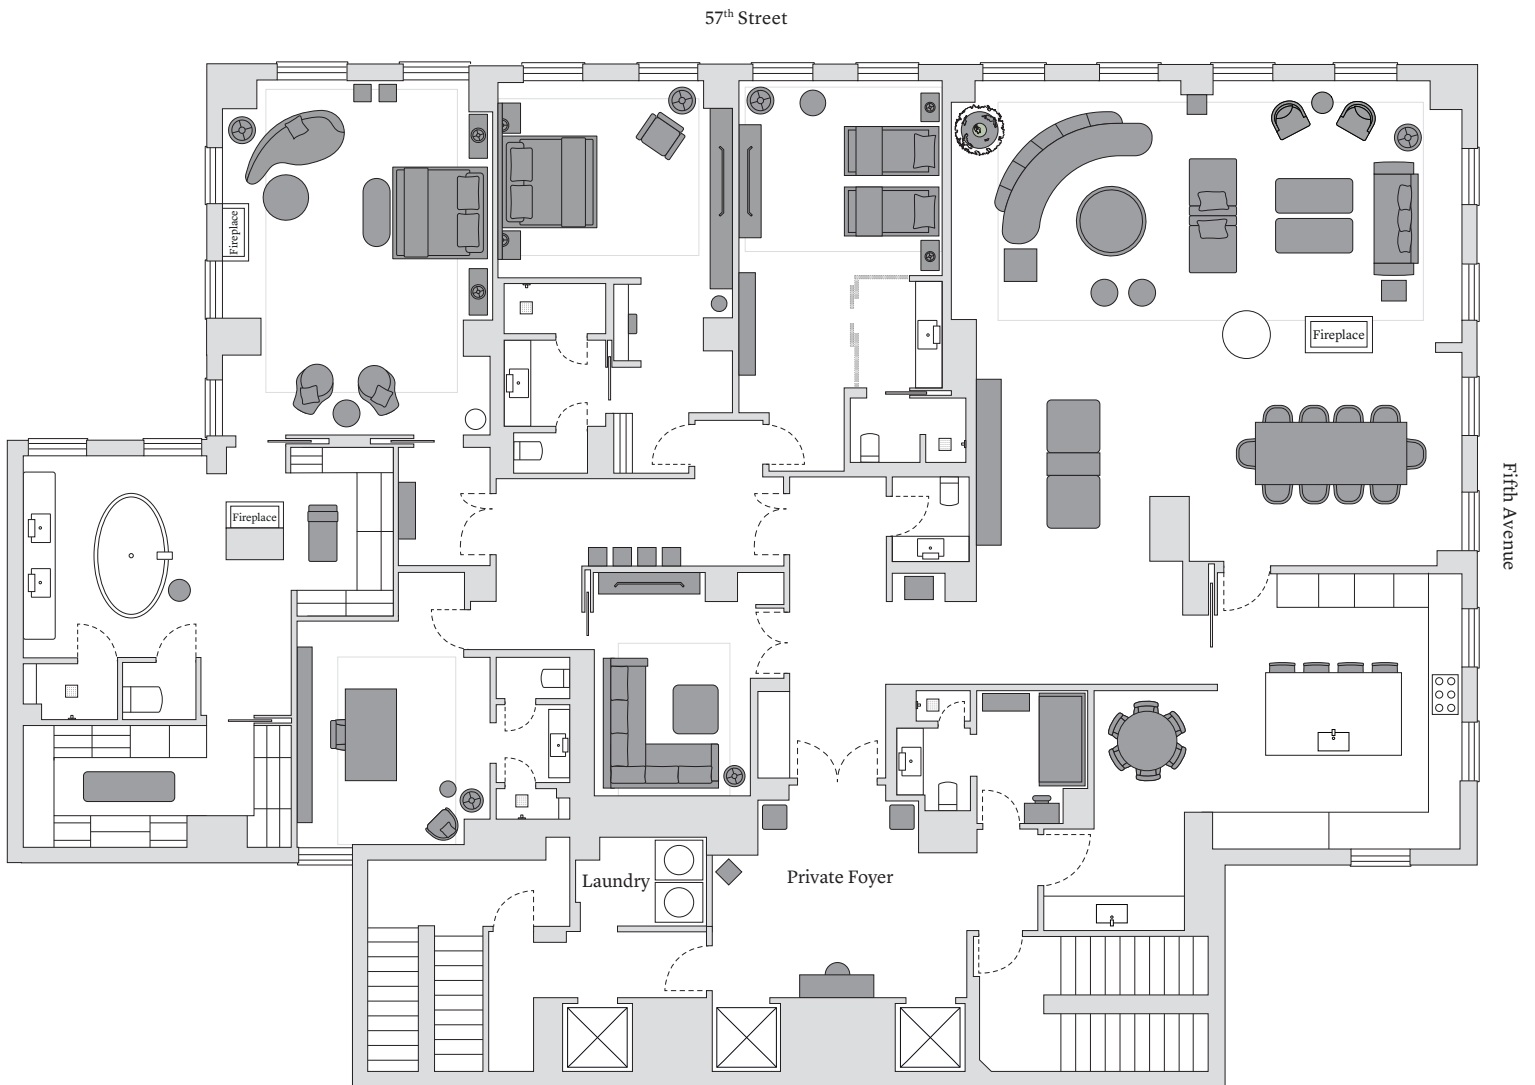 57th Street
Fireplace
Fireplace
Fireplace
Fifth Avenue
Laundry
Private Foyer